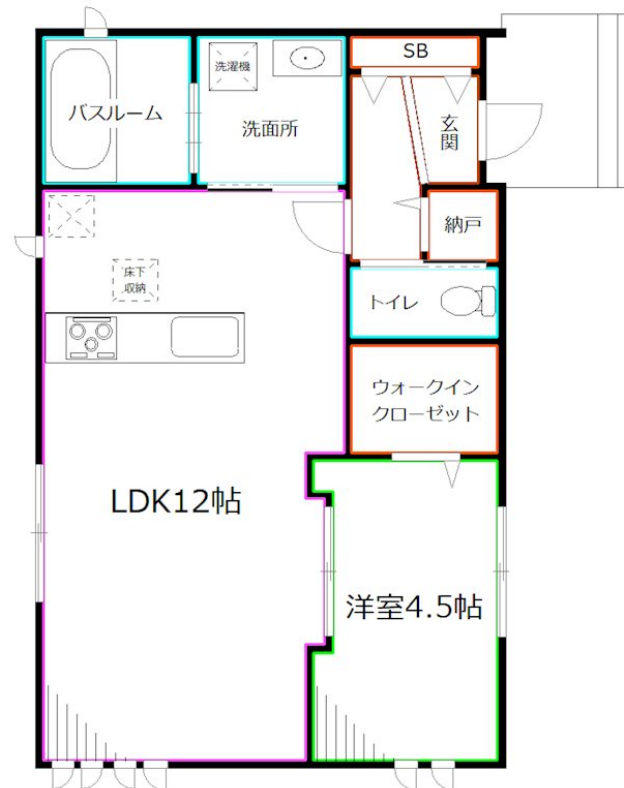 SB
洗濯機
バスルーム
洗面所
玄
関
納戸
床下
収納
トイレ
ウォークイン
クローゼット
LDK12帖
洋室4.5帖